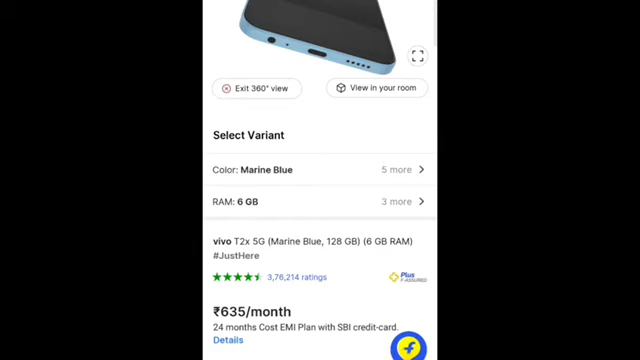 Exit 360° view
View in your room
Select Variant
Color: Marine Blue
5 more
RAM: 6 GB
3 more
vivo T2x 5G (Marine Blue, 128 GB) (6 GB RAM)
#JustHere
3,76,214 ratings
Plus
F-ASSURED
₹635/month
24 months Cost EMI Plan with SBI credit-card.
Details